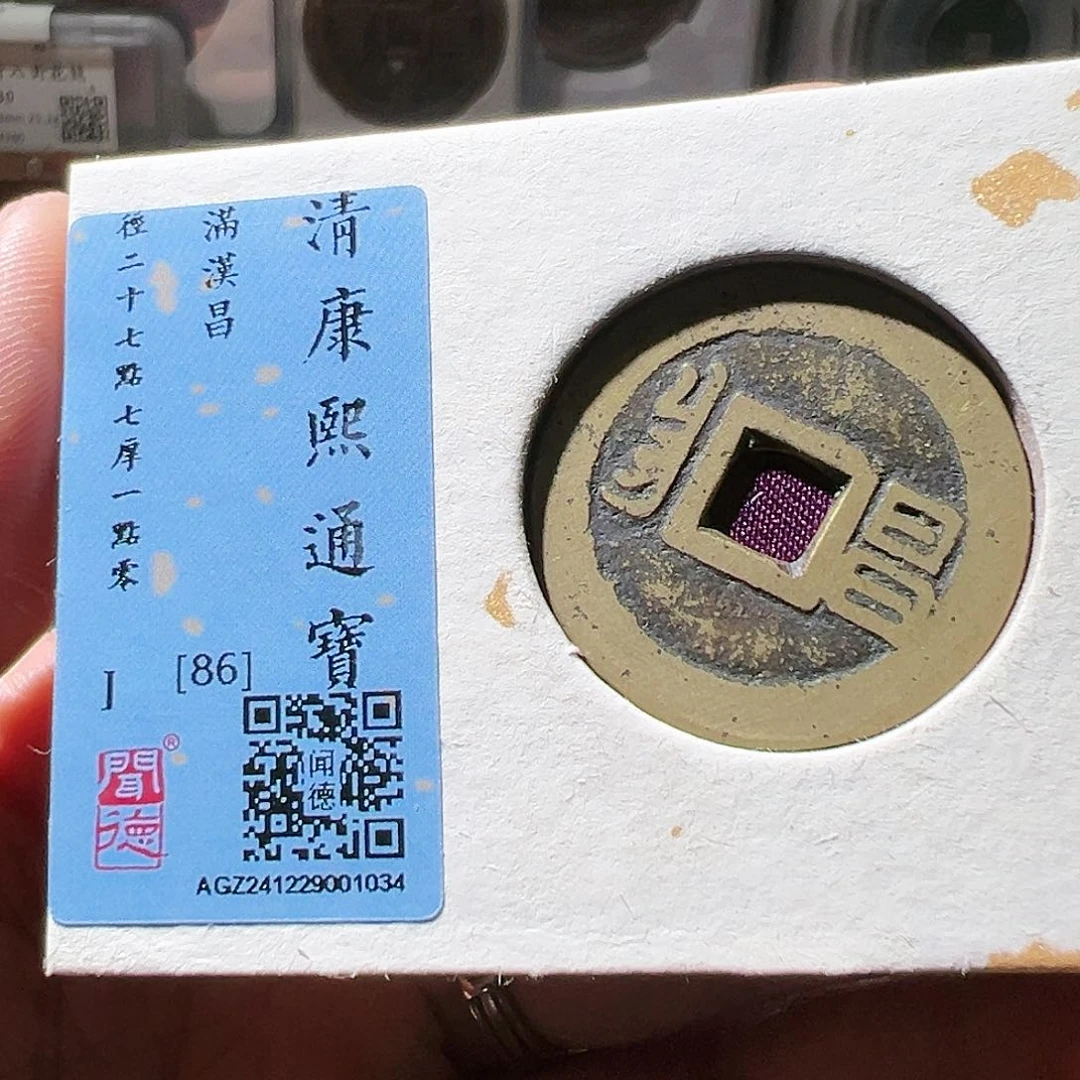 清康熙通寶
滿漢昌
徑二十七點七厚一點零
[86]
J
聞德®
闻德
AGZ241229001034
昌